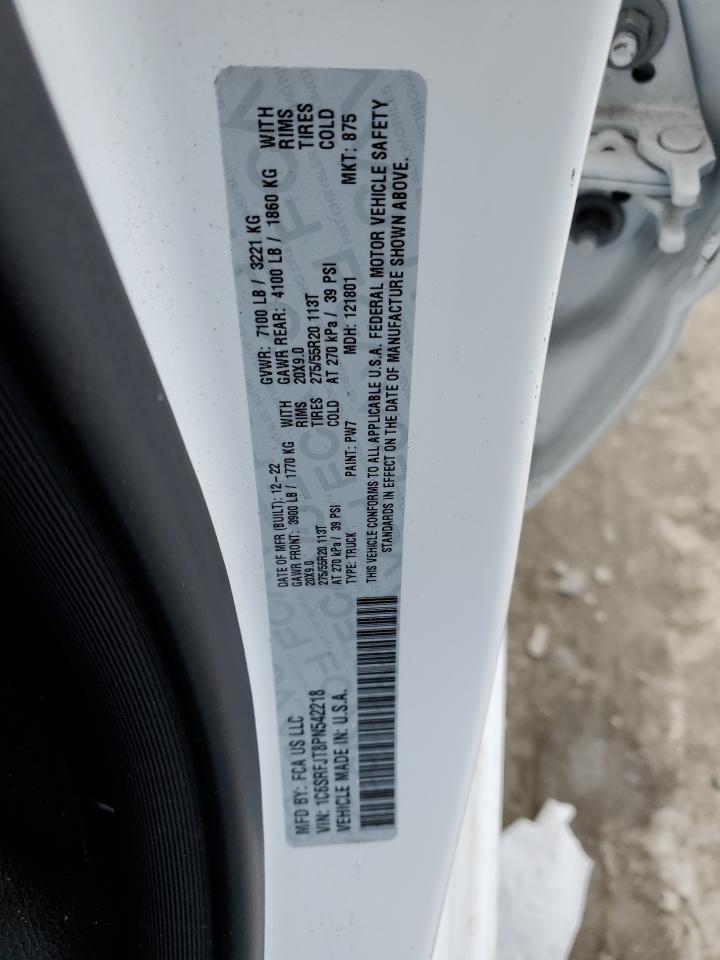 MFD BY: FCA US LLC
DATE OF MFR (BUILT): 12-22
GVWR: 7100 LB / 3221 KG
GAWR FRONT: 3900 LB / 1770 KG WITH
GAWR REAR: 4100 LB / 1860 KG WITH
20X9.0 RIMS
20X9.0 RIMS
275/55R20 113T TIRES
275/55R20 113T TIRES
AT 270 kPa / 39 PSI COLD
AT 270 kPa / 39 PSI COLD
VIN: 1C6SRFJT8PN542218
TYPE: TRUCK PAINT: PW7 MDH: 121801 MKT: 875
VEHICLE MADE IN: U.S.A.
THIS VEHICLE CONFORMS TO ALL APPLICABLE U.S.A. FEDERAL MOTOR VEHICLE SAFETY
STANDARDS IN EFFECT ON THE DATE OF MANUFACTURE SHOWN ABOVE.